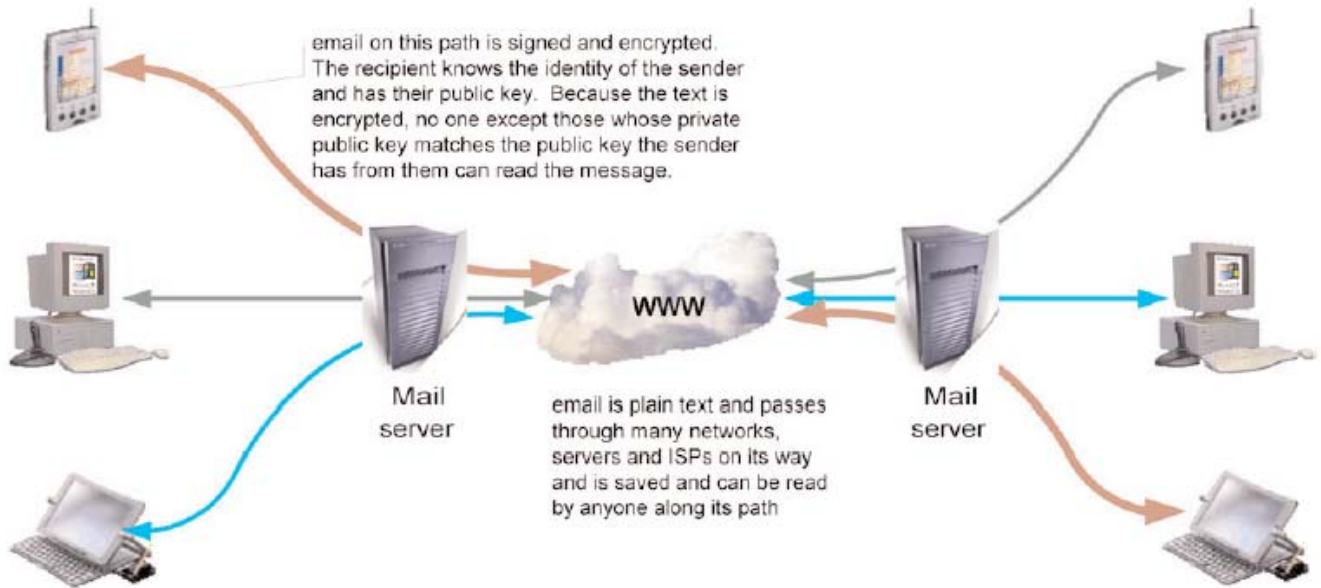 email on this path is signed and encrypted.
The recipient knows the identity of the sender
and has their public key. Because the text is
encrypted, no one except those whose private
public key matches the public key the sender
has from them can read the message.
WWW
Mail
server
email is plain text and passes
through many networks,
servers and ISPs on its way
and is saved and can be read
by anyone along its path
Mail
server